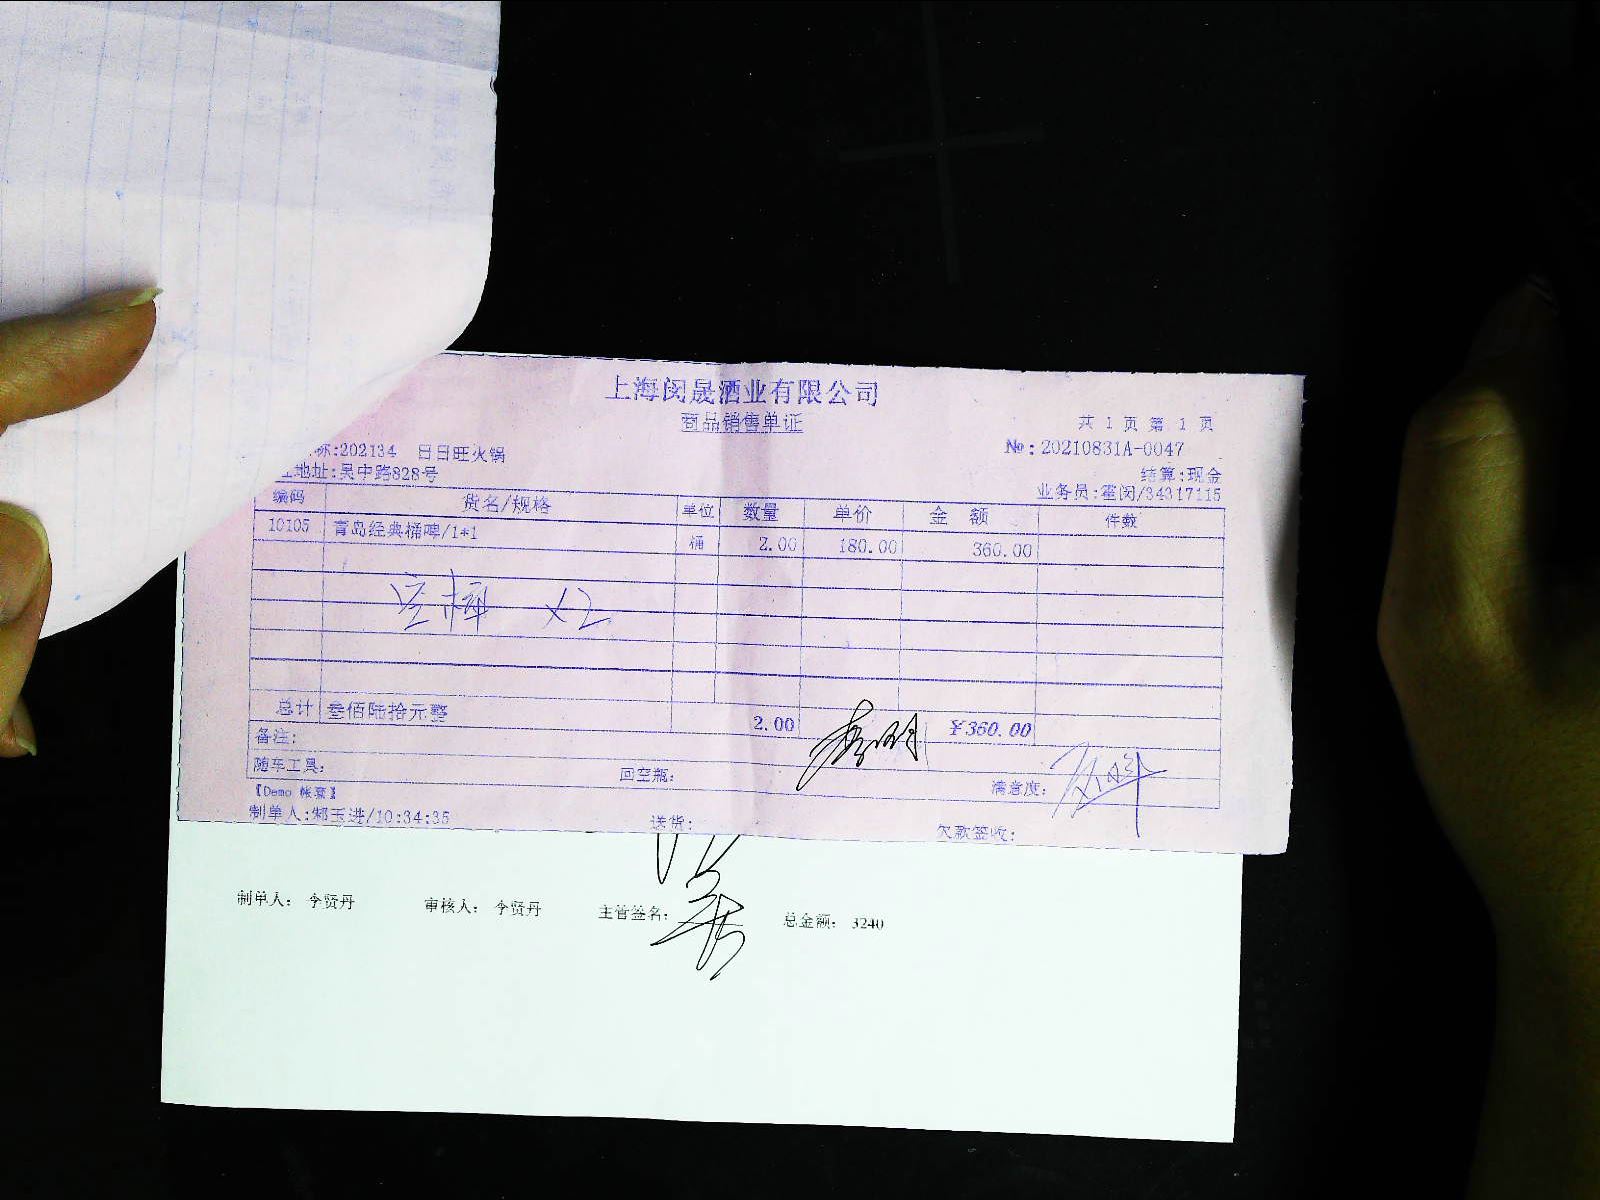 上海闵晟酒业有限公司
商品销售单证
共 1 页 第 1 页
称:202134 日日旺火锅
№:20210831A-0047
地址:吴中路828号
结算:现金
业务员:霍闵/34317115
编码 货名/规格 单位 数量 单价 金 额 件数
10105 青岛经典桶啤/1*1 桶 2.00 180.00 360.00
空桶
总计 叁佰陆拾元整 2.00 ¥360.00
备注:
随车工具: 回空瓶: 满意度:
【Demo 帐套】
制单人:郏玉进/10:34:35 送货: 欠款签收:
制单人: 李贤丹 审核人: 李贤丹 主管签名: 总金额: 3240